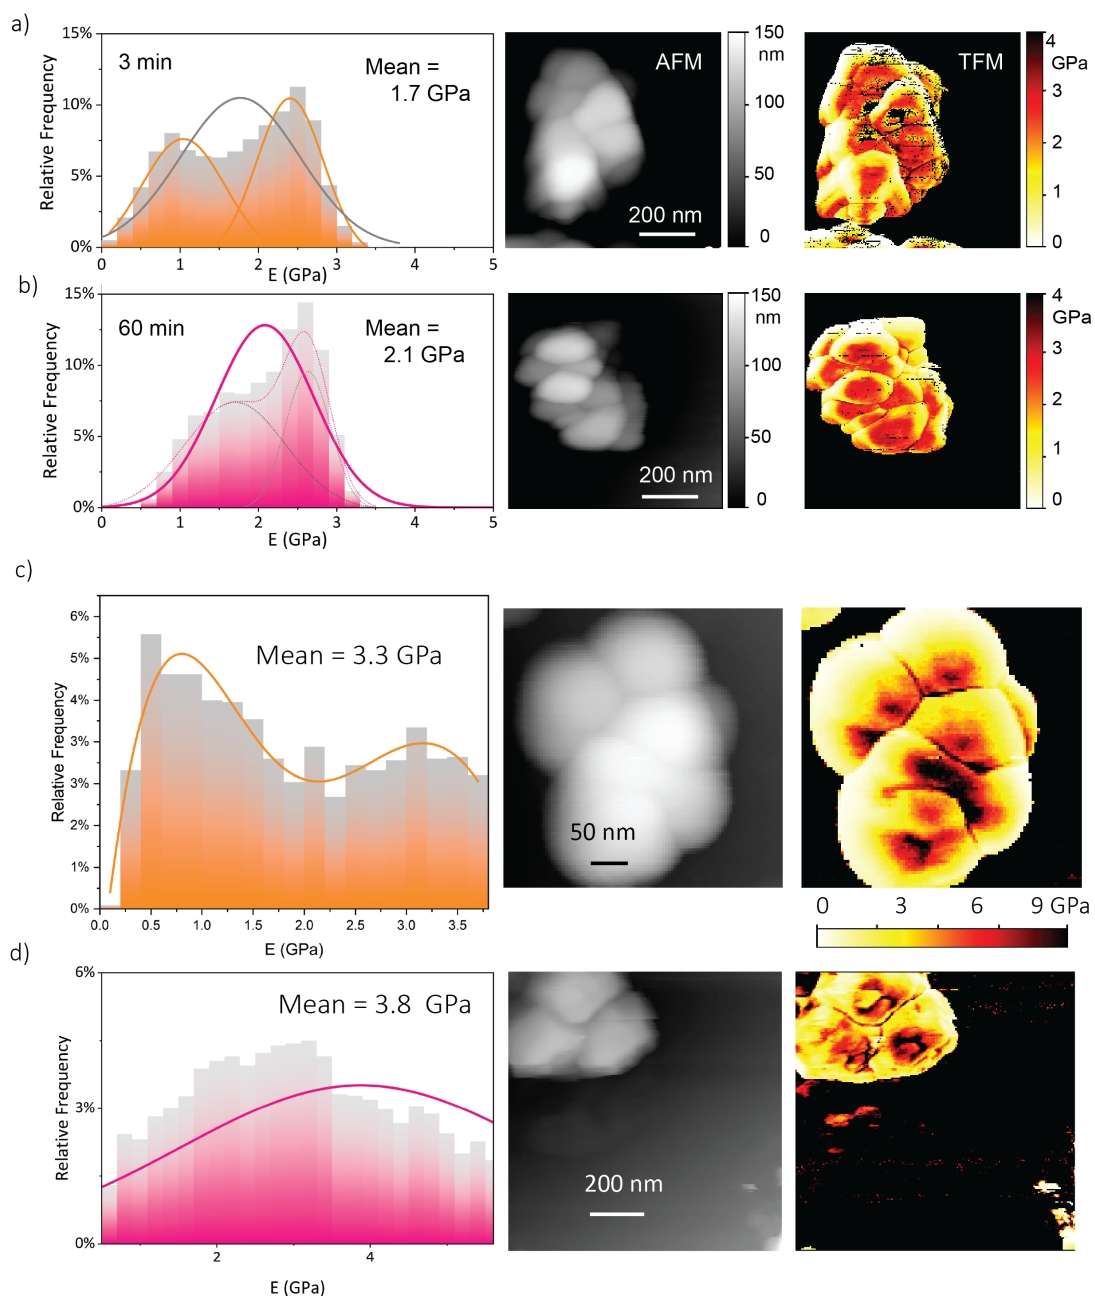 a)
15%
10%
5%
0%
Relative Frequency
3 min
Mean =
1.7 GPa
0 1 2 3 4 5
E (GPa)
AFM
200 nm
150
nm
100
50
0
TFM
4
GPa
3
2
1
0
b)
15%
10%
5%
0%
Relative Frequency
60 min
Mean =
2.1 GPa
0 1 2 3 4 5
E (GPa)
200 nm
150
nm
100
50
0
4
GPa
3
2
1
0
c)
6%
5%
4%
3%
3%
2%
1%
0%
Relative Frequency
Mean = 3.3 GPa
0.0 0.5 1.0 1.5 2.0 2.5 3.0 3.5
E (GPa)
50 nm
0 3 6 9 GPa
d)
6%
3%
0%
Relative Frequency
Mean = 3.8 GPa
2 4
E (GPa)
200 nm